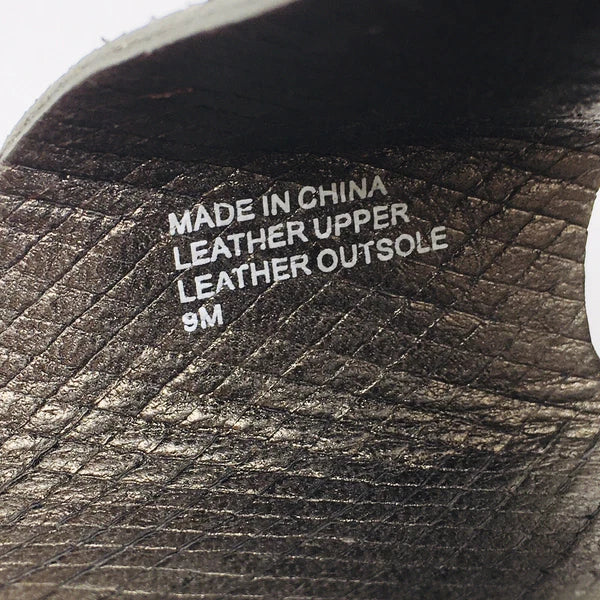 MADE IN CHINA
LEATHER UPPER
LEATHER OUTSOLE
9M